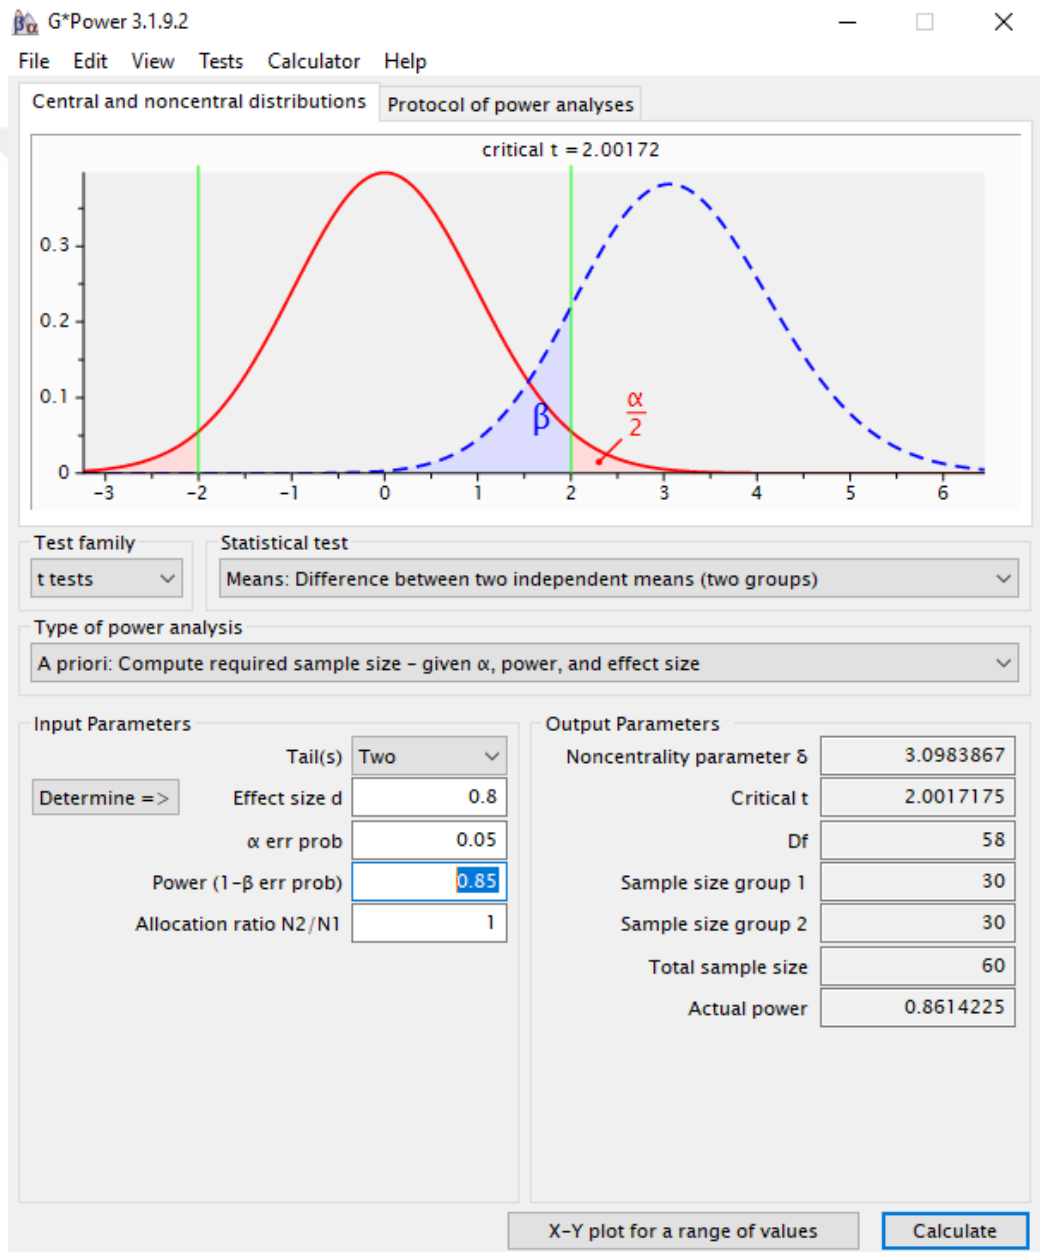 G*Power 3.1.9.2
File Edit View Tests Calculator Help
Central and noncentral distributions Protocol of power analyses
critical t = 2.00172
0.3
0.2
0.1
0
β
α
2
-3 -2 -1 0 1 2 3 4 5 6
Test family Statistical test
t tests Means: Difference between two independent means (two groups)
Type of power analysis
A priori: Compute required sample size - given α, power, and effect size
Input Parameters
Tail(s) Two
Determine => Effect size d 0.8
α err prob 0.05
Power (1-β err prob) 0.85
Allocation ratio N2/N1 1
Output Parameters
Noncentrality parameter δ 3.0983867
Critical t 2.0017175
Df 58
Sample size group 1 30
Sample size group 2 30
Total sample size 60
Actual power 0.8614225
X-Y plot for a range of values Calculate